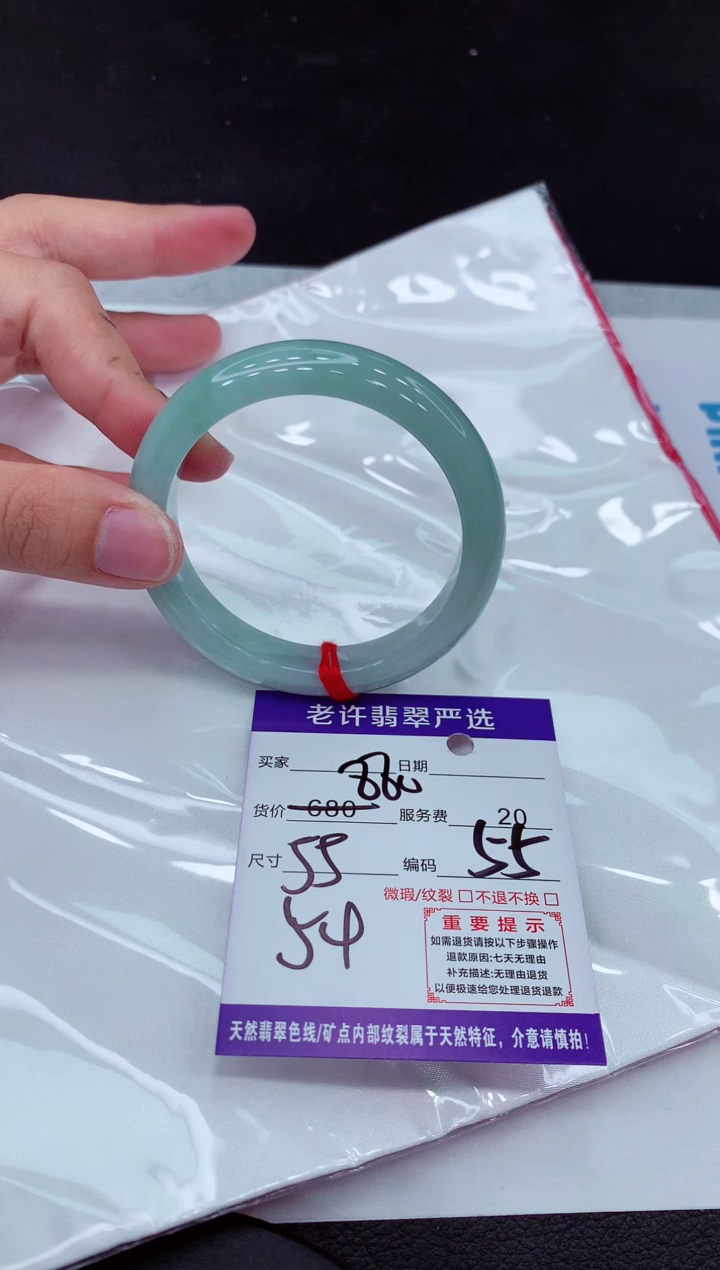 老许翡翠严选
买家 日期
880
货价 680 服务费 20
尺寸 55 编码 55
54
微瑕/纹裂 □ 不退不换 □
重要提示
如需退货请按以下步骤操作
退款原因:七天无理由
补充描述:无理由退货
以便极速给您处理退货退款
天然翡翠色线/矿点内部纹裂属于天然特征，介意请慎拍!